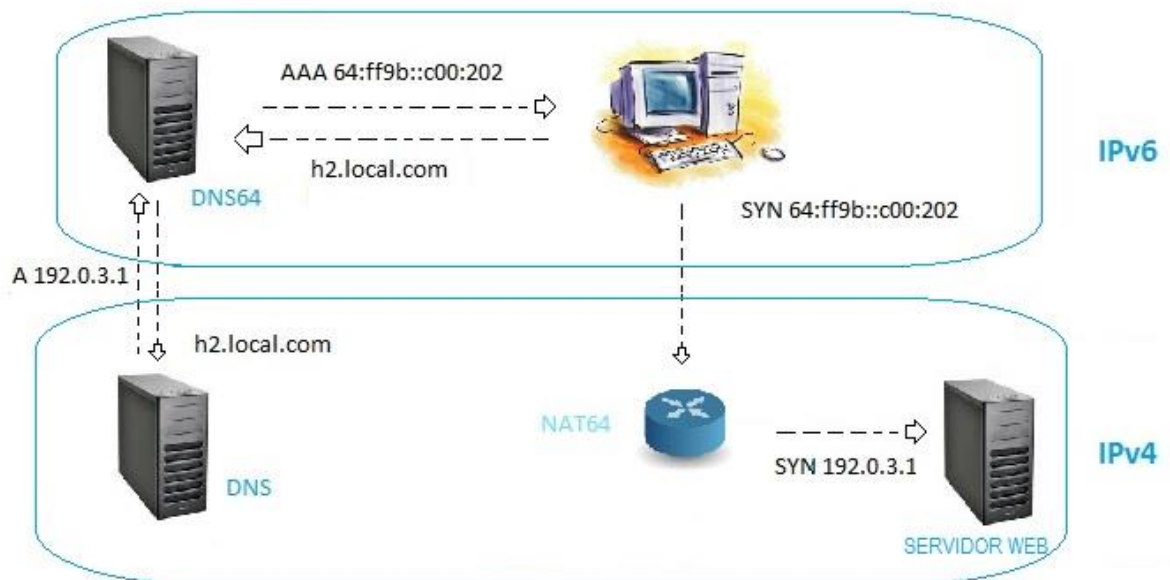 AAA 64:ff9b::c00:202
h2.local.com
DNS64
IPv6
SYN 64:ff9b::c00:202
A 192.0.3.1
h2.local.com
DNS
NAT64
SYN 192.0.3.1
IPv4
SERVIDOR WEB